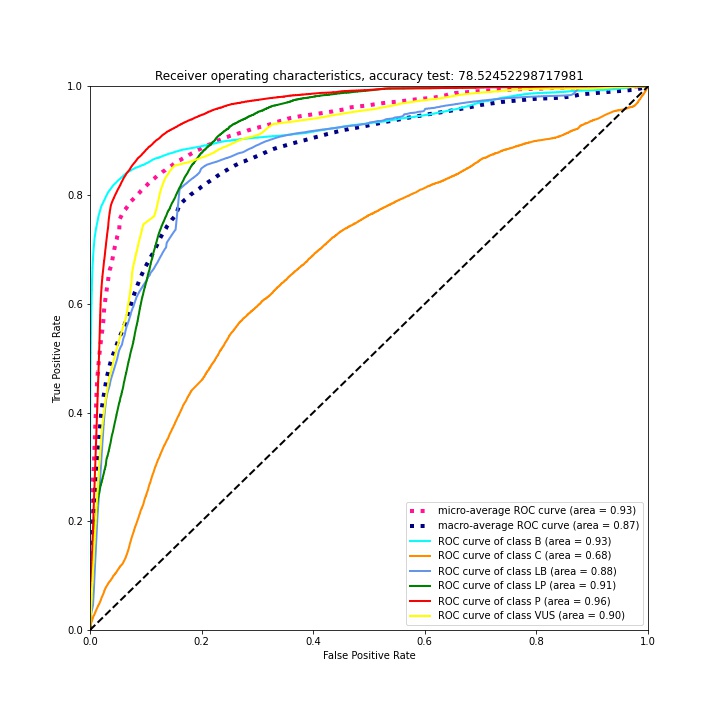 Receiver operating characteristics, accuracy test: 78.52452298717981
1.0
0.8
0.6
0.4
0.2
0.0
True Positive Rate
0.0 0.2 0.4 0.6 0.8 1.0
False Positive Rate
micro-average ROC curve (area = 0.93)
macro-average ROC curve (area = 0.87)
ROC curve of class B (area = 0.93)
ROC curve of class C (area = 0.68)
ROC curve of class LB (area = 0.88)
ROC curve of class LP (area = 0.91)
ROC curve of class P (area = 0.96)
ROC curve of class VUS (area = 0.90)